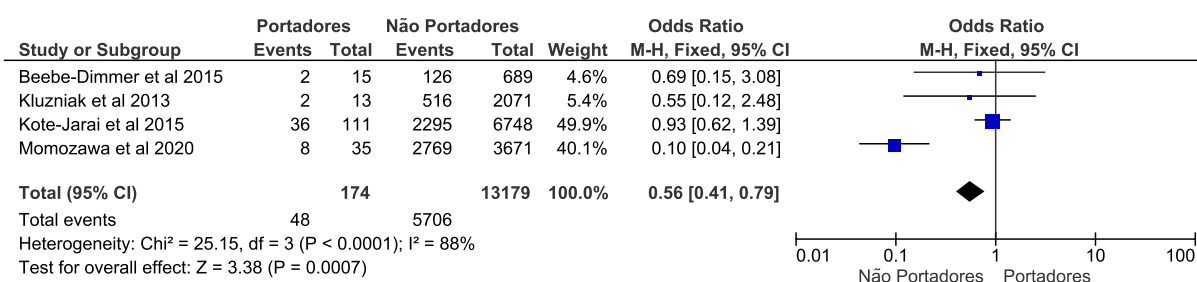 Portadores Não Portadores Odds Ratio Odds Ratio
Study or Subgroup Events Total Events Total Weight M-H, Fixed, 95% CI M-H, Fixed, 95% CI
Beebe-Dimmer et al 2015 2 15 126 689 4.6% 0.69 [0.15, 3.08]
Kluzniak et al 2013 2 13 516 2071 5.4% 0.55 [0.12, 2.48]
Kote-Jarai et al 2015 36 111 2295 6748 49.9% 0.93 [0.62, 1.39]
Momozawa et al 2020 8 35 2769 3671 40.1% 0.10 [0.04, 0.21]
Total (95% CI) 174 13179 100.0% 0.56 [0.41, 0.79]
Total events 48 5706
Heterogeneity: Chi² = 25.15, df = 3 (P < 0.0001); I² = 88%
Test for overall effect: Z = 3.38 (P = 0.0007)
0.01 0.1 1 10 100
Não Portadores Portadores